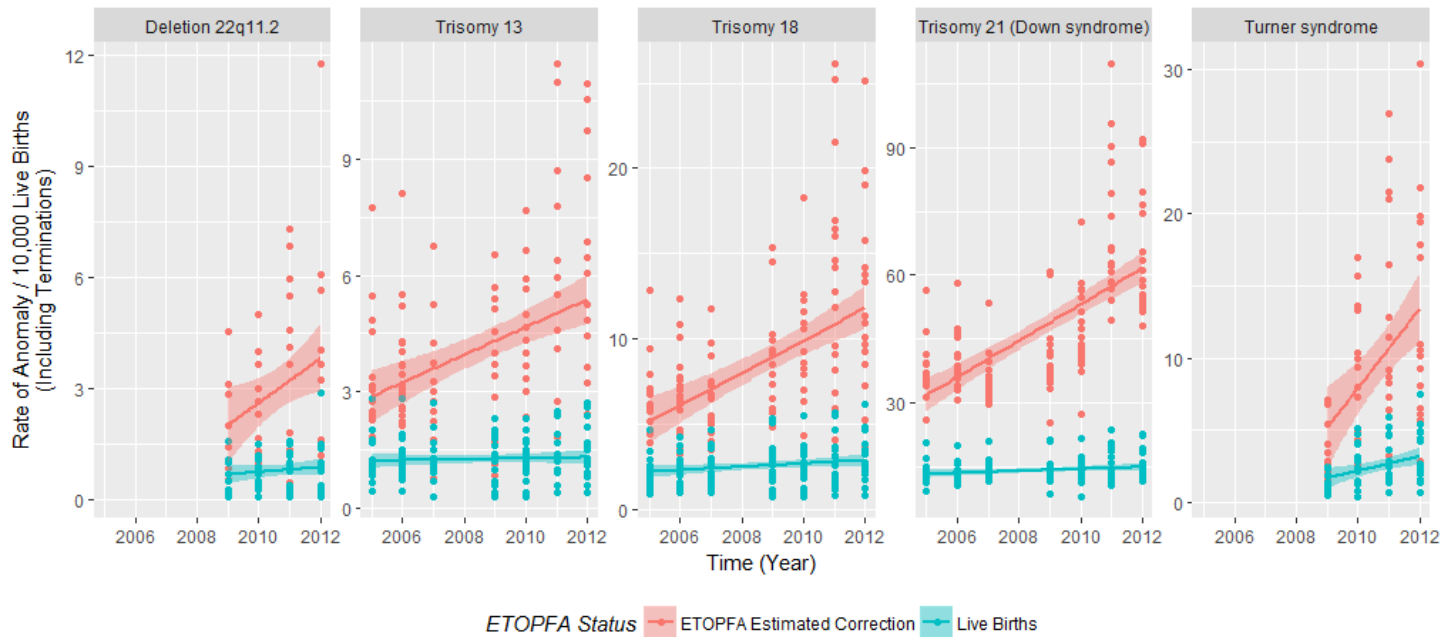 Deletion 22q11.2
Trisomy 13
Trisomy 18
Trisomy 21 (Down syndrome)
Turner syndrome
Rate of Anomaly / 10,000 Live Births
(Including Terminations)
12
9
6
3
0
9
6
3
0
20
10
0
90
60
30
30
20
10
0
2006 2008 2010 2012
2006 2008 2010 2012
2006 2008 2010 2012
2006 2008 2010 2012
2006 2008 2010 2012
Time (Year)
ETOPFA Status ETOPFA Estimated Correction Live Births